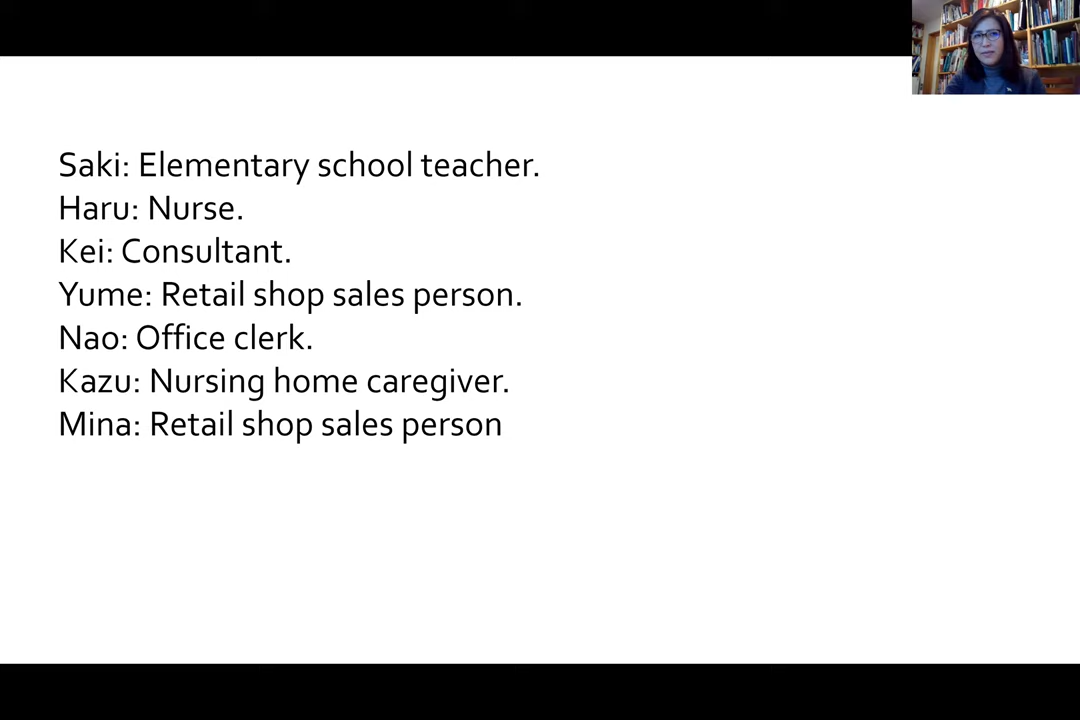 Saki: Elementary school teacher.
Haru: Nurse.
Kei: Consultant.
Yume: Retail shop sales person.
Nao: Office clerk.
Kazu: Nursing home caregiver.
Mina: Retail shop sales person